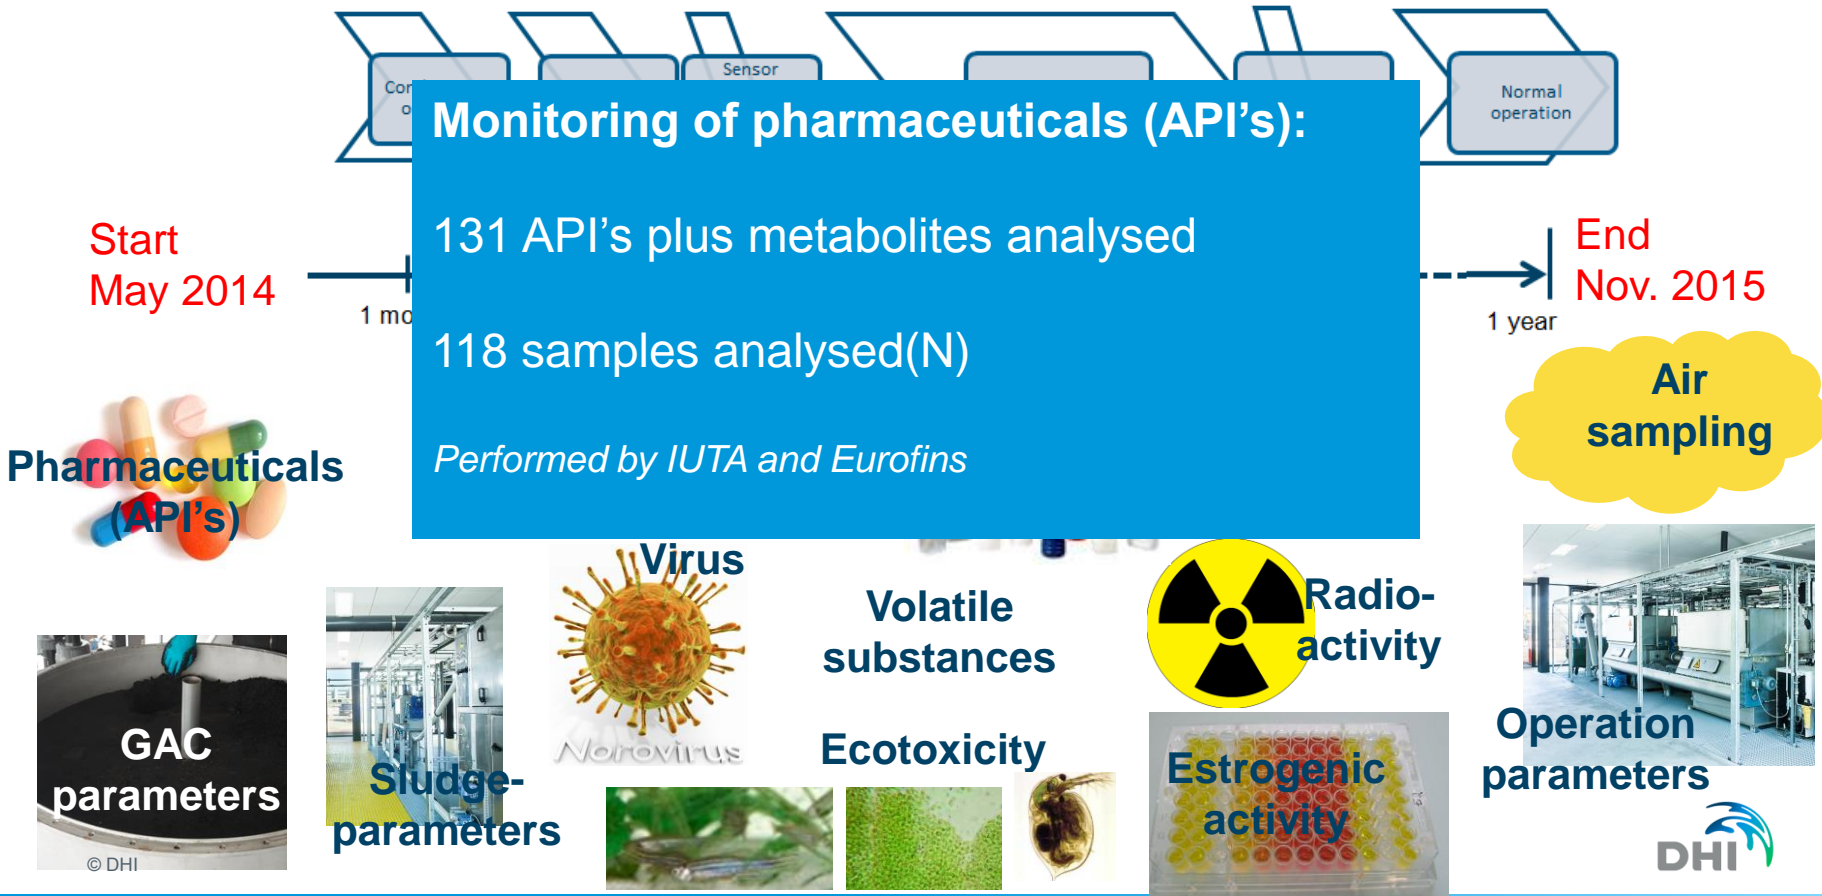 Sensor
Normal
operation
Monitoring of pharmaceuticals (API's):
131 API's plus metabolites analysed
118 samples analysed(N)
Performed by IUTA and Eurofins
Start
May 2014
End
Nov. 2015
1 year
Air
sampling
Pharmaceuticals
(API's)
Virus
Norovirus
Volatile
substances
Radio-
activity
GAC
parameters
Sludge-
parameters
Ecotoxicity
Estrogenic
activity
Operation
parameters
© DHI
DHI